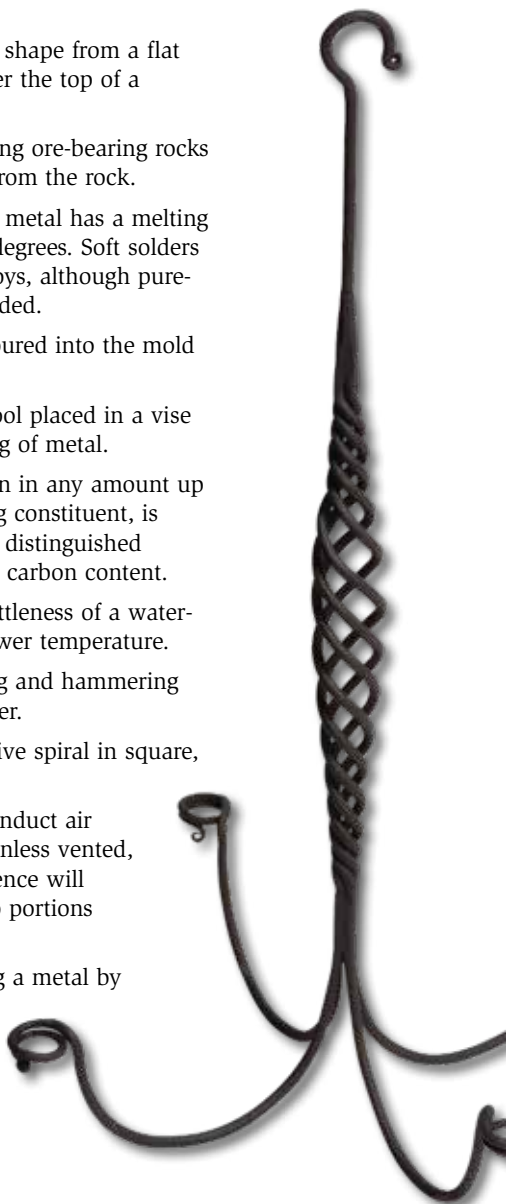 shape from a flat
er the top of a
ng ore-bearing rocks
rom the rock.
metal has a melting
degrees. Soft solders
oys, although pure-
ded.
oured into the mold
ool placed in a vise
g of metal.
n in any amount up
g constituent, is
distinguished
carbon content.
ttleness of a water-
wer temperature.
g and hammering
er.
ive spiral in square,
nduct air
nless vented,
ence will
portions
g a metal by